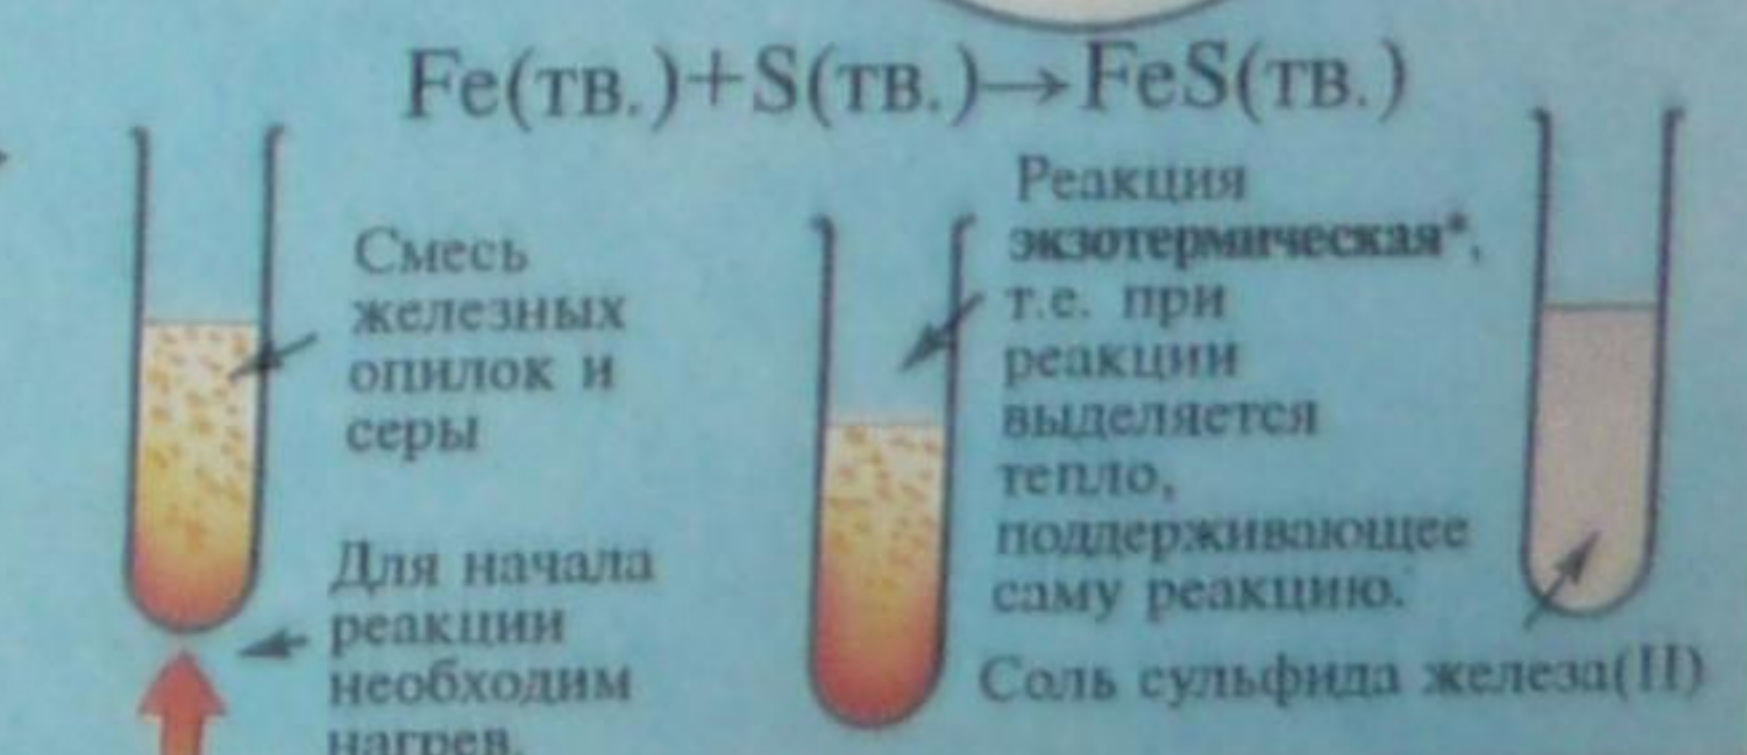 Fe(тв.)+S(тв.)→FeS(тв.)
Смесь
железных
опилок и
серы
Для начала
реакции
необходим
нагрев.
Реакция
экзотермическая*,
т.е. при
реакции
выделяется
тепло,
поддерживающее
саму реакцию.
Соль сульфида железа(II)